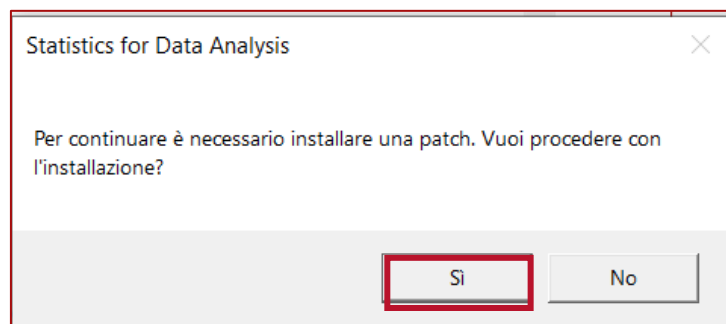 Statistics for Data Analysis
Per continuare è necessario installare una patch. Vuoi procedere con
l'installazione?
Sì
No